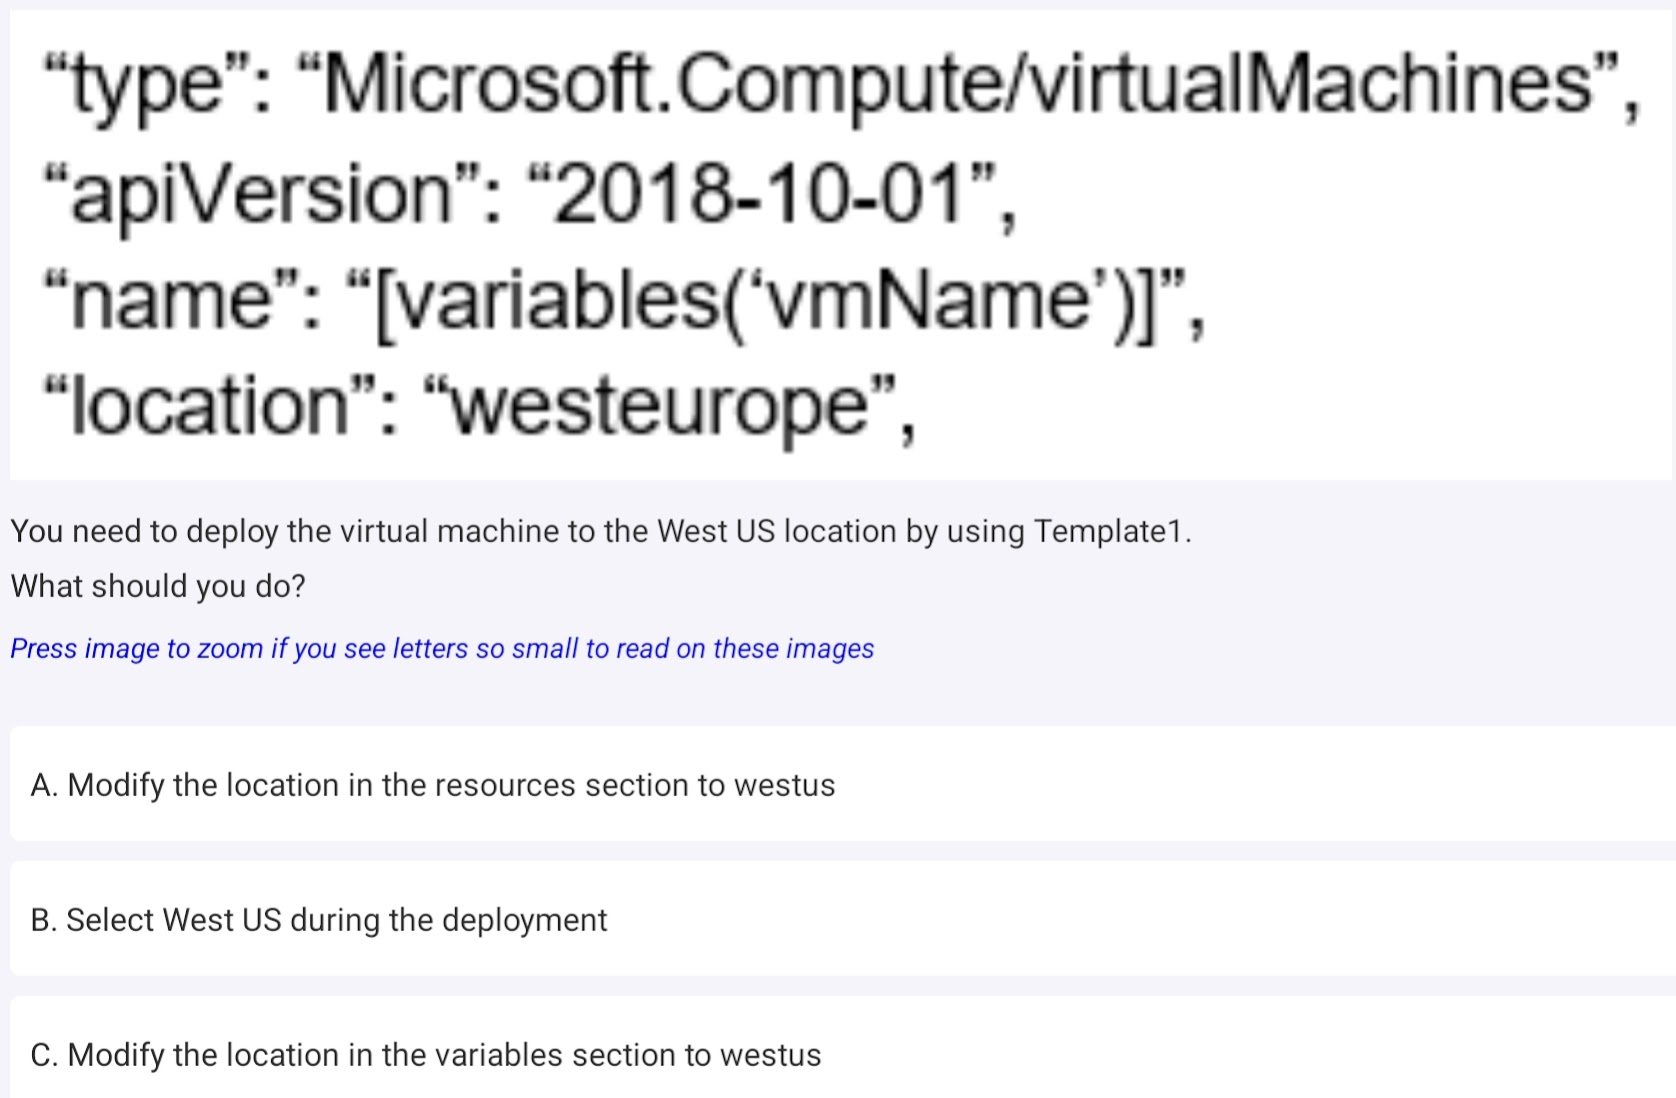 “type”: “Microsoft.Compute/virtualMachines”,
“apiVersion”: “2018-10-01”,
“name”: “[variables(‘vmName’)]”,
“location”: “westeurope”,
You need to deploy the virtual machine to the West US location by using Template1.
What should you do?
Press image to zoom if you see letters so small to read on these images
A. Modify the location in the resources section to westus
B. Select West US during the deployment
C. Modify the location in the variables section to westus